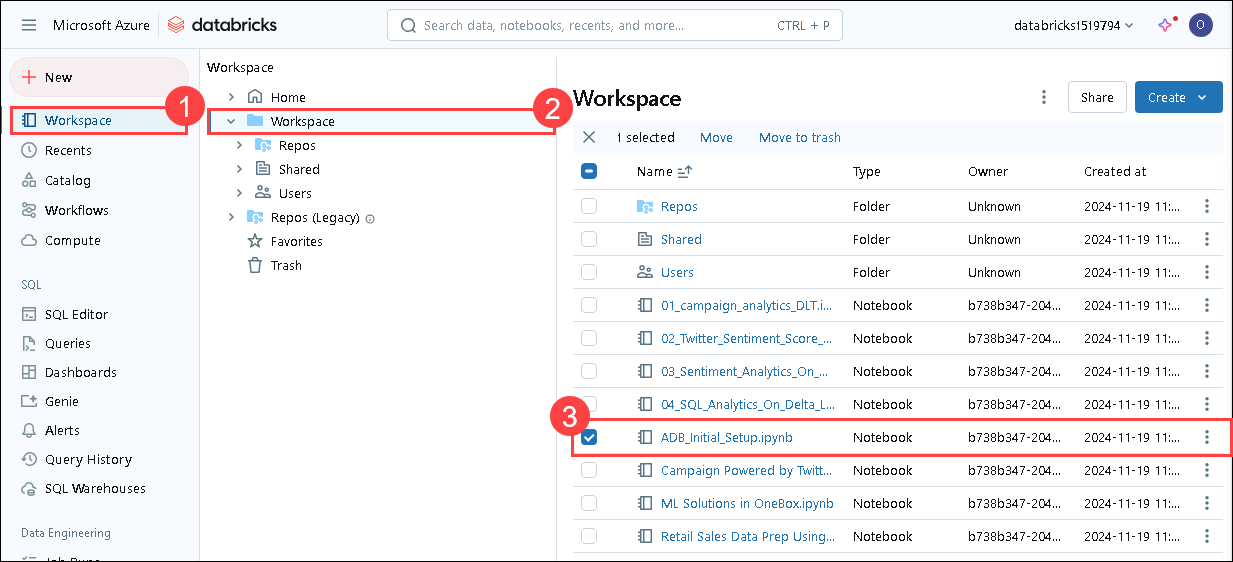 Microsoft Azure databricks Search data, notebooks, recents, and more... CTRL + P databricks1519794 O
New
1
Workspace
Recents
Catalog
Workflows
Compute
SQL
SQL Editor
Queries
Dashboards
Genie
Alerts
Query History
SQL Warehouses
Data Engineering
Workspace
Home
2
Workspace
Repos
Shared
Users
Repos (Legacy)
Favorites
Trash
Workspace Share Create
1 selected Move Move to trash
Name Type Owner Created at
Repos Folder Unknown 2024-11-19 11:...
Shared Folder Unknown 2024-11-19 11:...
Users Folder Unknown 2024-11-19 11:...
01_campaign_analytics_DLT.i... Notebook b738b347-204... 2024-11-19 11:...
02_Twitter_Sentiment_Score_... Notebook b738b347-204... 2024-11-19 11:...
03_Sentiment_Analytics_On_... Notebook b738b347-204... 2024-11-19 11:...
04_SQL_Analytics_On_Delta_L... Notebook b738b347-204... 2024-11-19 11:...
3
ADB_Initial_Setup.ipynb Notebook b738b347-204... 2024-11-19 11:...
Campaign Powered by Twitt... Notebook b738b347-204... 2024-11-19 11:...
ML Solutions in OneBox.ipynb Notebook b738b347-204... 2024-11-19 11:...
Retail Sales Data Prep Using... Notebook b738b347-204... 2024-11-19 11:...